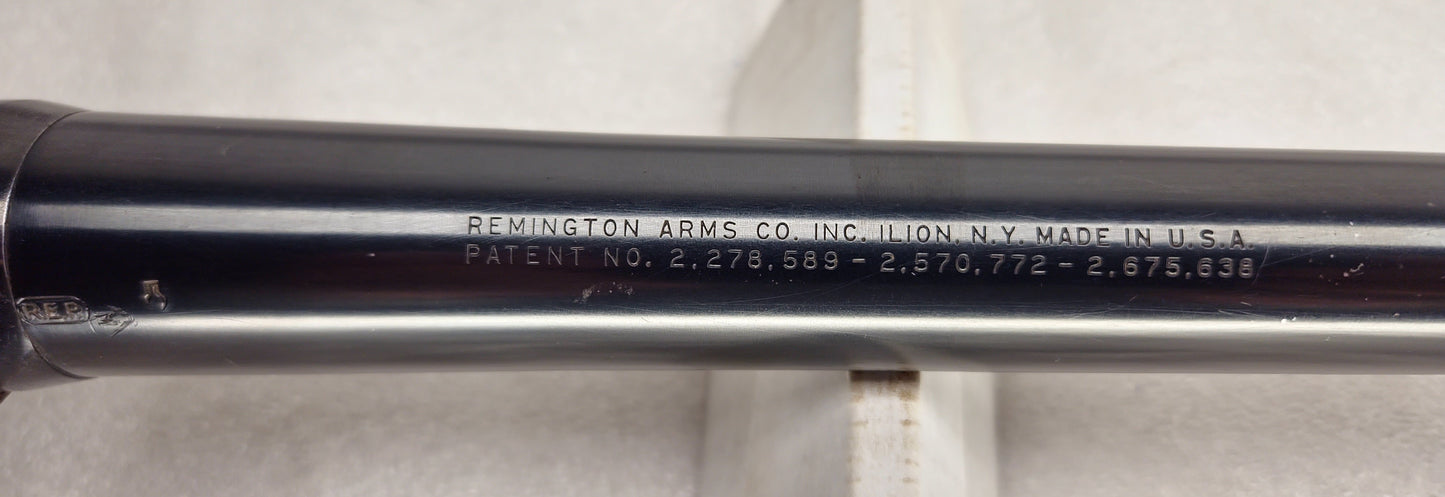 REMINGTON ARMS CO. INC. ILION, N.Y. MADE IN U.S.A.
PATENT NO. 2,278,589 - 2,570,772 - 2,675,638
R.E.P.